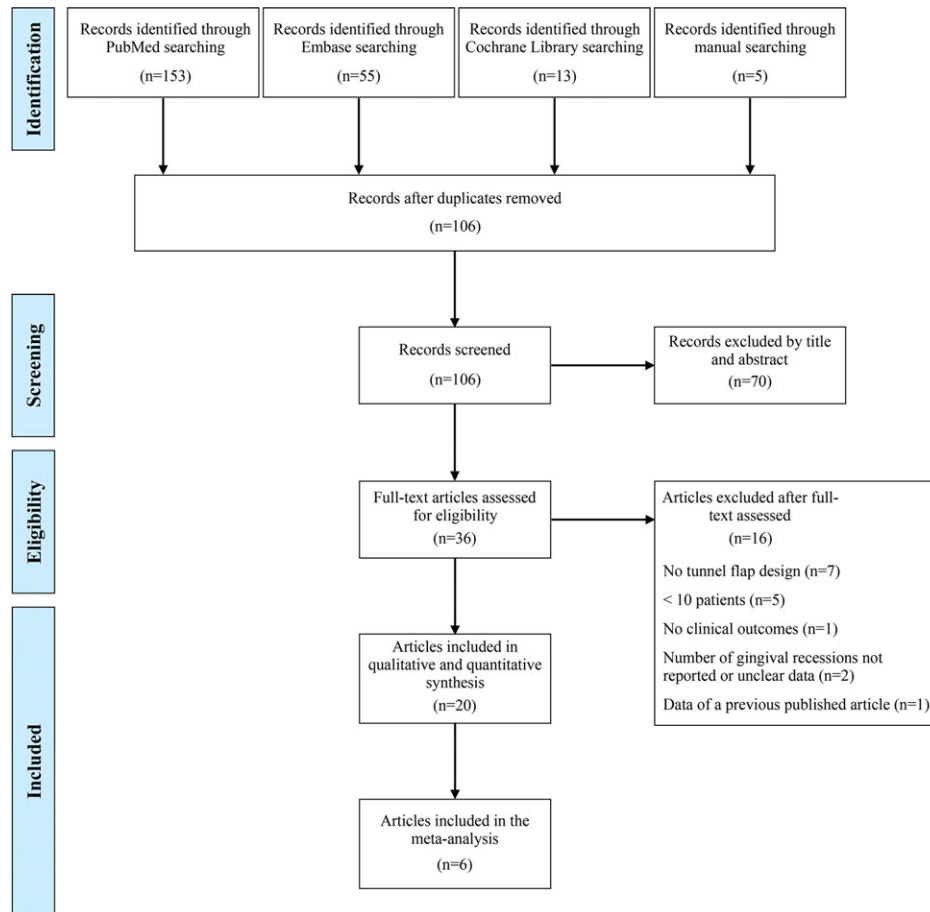 Identification
Records identified through
PubMed searching
(n=153)
Records identified through
Embase searching
(n=55)
Records identified through
Cochrane Library searching
(n=13)
Records identified through
manual searching
(n=5)
Records after duplicates removed
(n=106)
Screening
Records screened
(n=106)
Records excluded by title
and abstract
(n=70)
Eligibility
Full-text articles assessed
for eligibility
(n=36)
Articles excluded after full-
text assessed
(n=16)
No tunnel flap design (n=7)
< 10 patients (n=5)
No clinical outcomes (n=1)
Number of gingival recessions not
reported or unclear data (n=2)
Data of a previous published article (n=1)
Included
Articles included in
qualitative and quantitative
synthesis
(n=20)
Articles included in the
meta-analysis
(n=6)